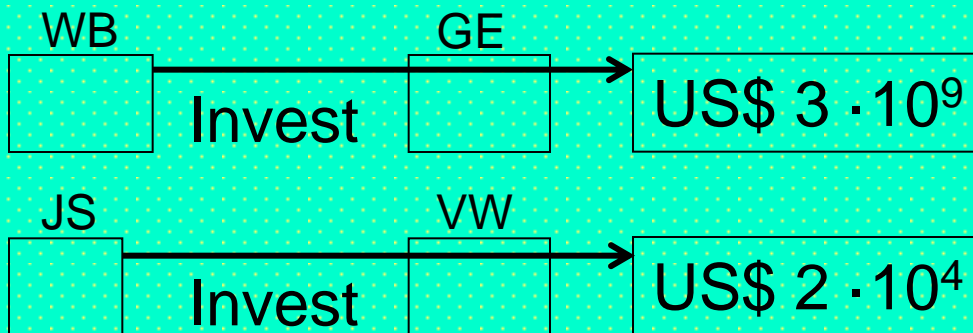 WB GE
Invest US$ 3 ·10⁹
JS VW
Invest US$ 2 ·10⁴